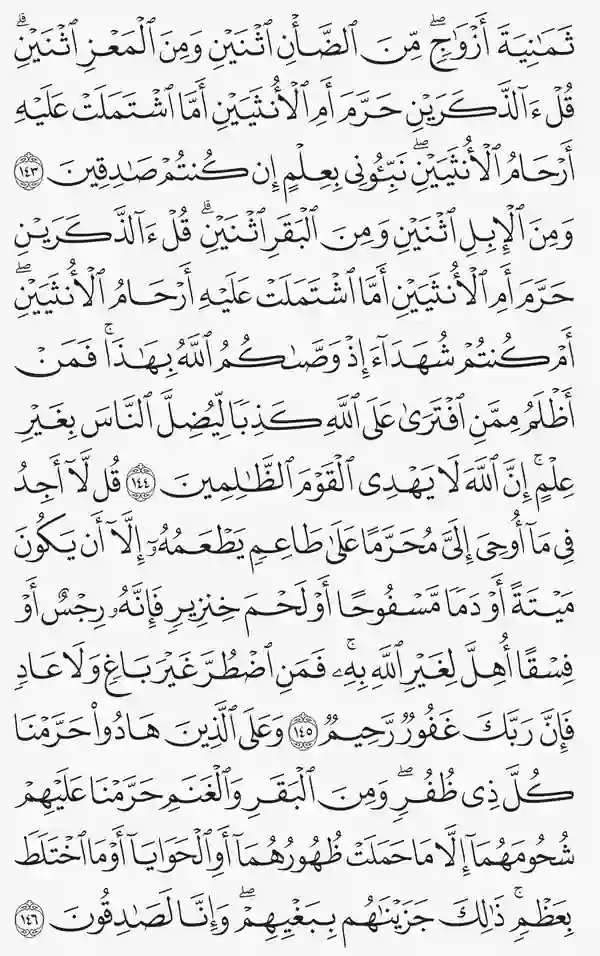 ثَمَٰنِيَةَ أَزْوَٰجٖۖ مِّنَ ٱلضَّأْنِ ٱثْنَيْنِ وَمِنَ ٱلْمَعْزِ ٱثْنَيْنِۗ
قُلْ ءَآلذَّكَرَيْنِ حَرَّمَ أَمِ ٱلْأُنثَيَيْنِ أَمَّا ٱشْتَمَلَتْ عَلَيْهِ
أَرْحَامُ ٱلْأُنثَيَيْنِۖ نَبِّـُٔونِى بِعِلْمٍ إِن كُنتُمْ صَٰدِقِينَ ١٤٣
وَمِنَ ٱلْإِبِلِ ٱثْنَيْنِ وَمِنَ ٱلْبَقَرِ ٱثْنَيْنِۗ قُلْ ءَآلذَّكَرَيْنِ
حَرَّمَ أَمِ ٱلْأُنثَيَيْنِ أَمَّا ٱشْتَمَلَتْ عَلَيْهِ أَرْحَامُ ٱلْأُنثَيَيْنِۖ
أَمْ كُنتُمْ شُهَدَآءَ إِذْ وَصَّىٰكُمُ ٱللَّهُ بِهَٰذَاۚ فَمَنْ
أَظْلَمُ مِمَّنِ ٱفْتَرَىٰ عَلَى ٱللَّهِ كَذِبًا لِّيُضِلَّ ٱلنَّاسَ بِغَيْرِ
عِلْمٍۚ إِنَّ ٱللَّهَ لَا يَهْدِى ٱلْقَوْمَ ٱلظَّٰلِمِينَ ١٤٤ قُل لَّآ أَجِدُ
فِى مَآ أُوحِىَ إِلَىَّ مُحَرَّمًا عَلَىٰ طَاعِمٍ يَطْعَمُهُۥٓ إِلَّآ أَن يَكُونَ
مَيْتَةً أَوْ دَمًا مَّسْفُوحًا أَوْ لَحْمَ خِنزِيرٍ فَإِنَّهُۥ رِجْسٌ أَوْ
فِسْقًا أُهِلَّ لِغَيْرِ ٱللَّهِ بِهِۦۚ فَمَنِ ٱضْطُرَّ غَيْرَ بَاغٍ وَلَا عَادٍ
فَإِنَّ رَبَّكَ غَفُورٌ رَّحِيمٌ ١٤٥ وَعَلَى ٱلَّذِينَ هَادُوا۟ حَرَّمْنَا
كُلَّ ذِى ظُفُرٍۖ وَمِنَ ٱلْبَقَرِ وَٱلْغَنَمِ حَرَّمْنَا عَلَيْهِمْ
شُحُومَهُمَآ إِلَّا مَا حَمَلَتْ ظُهُورُهُمَآ أَوِ ٱلْحَوَايَآ أَوْ مَا ٱخْتَلَطَ
بِعَظْمٍۚ ذَٰلِكَ جَزَيْنَٰهُم بِبَغْيِهِمْۖ وَإِنَّا لَصَٰدِقُونَ ١٤٦